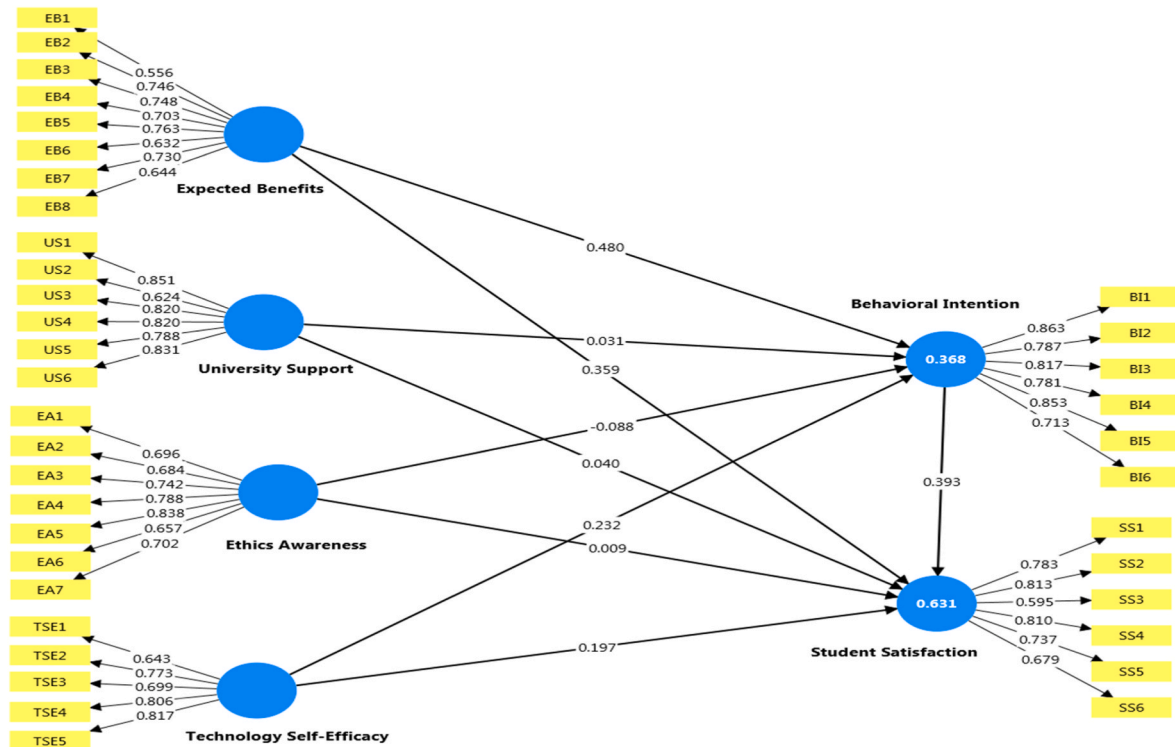 EB1
EB2
EB3
EB4
EB5
EB6
EB7
EB8
0.556
0.746
0.748
0.703
0.763
0.632
0.730
0.644
Expected Benefits
US1
US2
US3
US4
US5
US6
0.851
0.624
0.820
0.820
0.788
0.831
University Support
EA1
EA2
EA3
EA4
EA5
EA6
EA7
0.696
0.684
0.742
0.788
0.838
0.657
0.702
Ethics Awareness
TSE1
TSE2
TSE3
TSE4
TSE5
0.643
0.773
0.699
0.806
0.817
Technology Self-Efficacy
0.480
0.031
0.359
-0.088
0.040
0.232
0.009
0.197
Behavioral Intention
0.368
0.393
0.863
0.787
0.817
0.781
0.853
0.713
BI1
BI2
BI3
BI4
BI5
BI6
0.631
Student Satisfaction
0.783
0.813
0.595
0.810
0.737
0.679
SS1
SS2
SS3
SS4
SS5
SS6